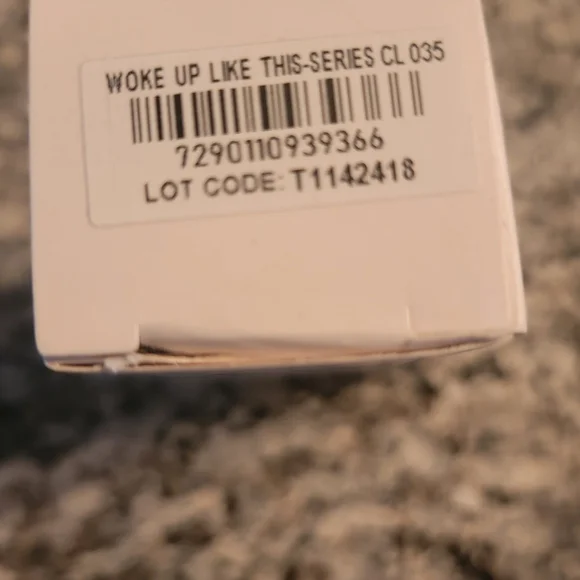 WOKE UP LIKE THIS-SERIES CL 035
7290110939366
LOT CODE: T1142418